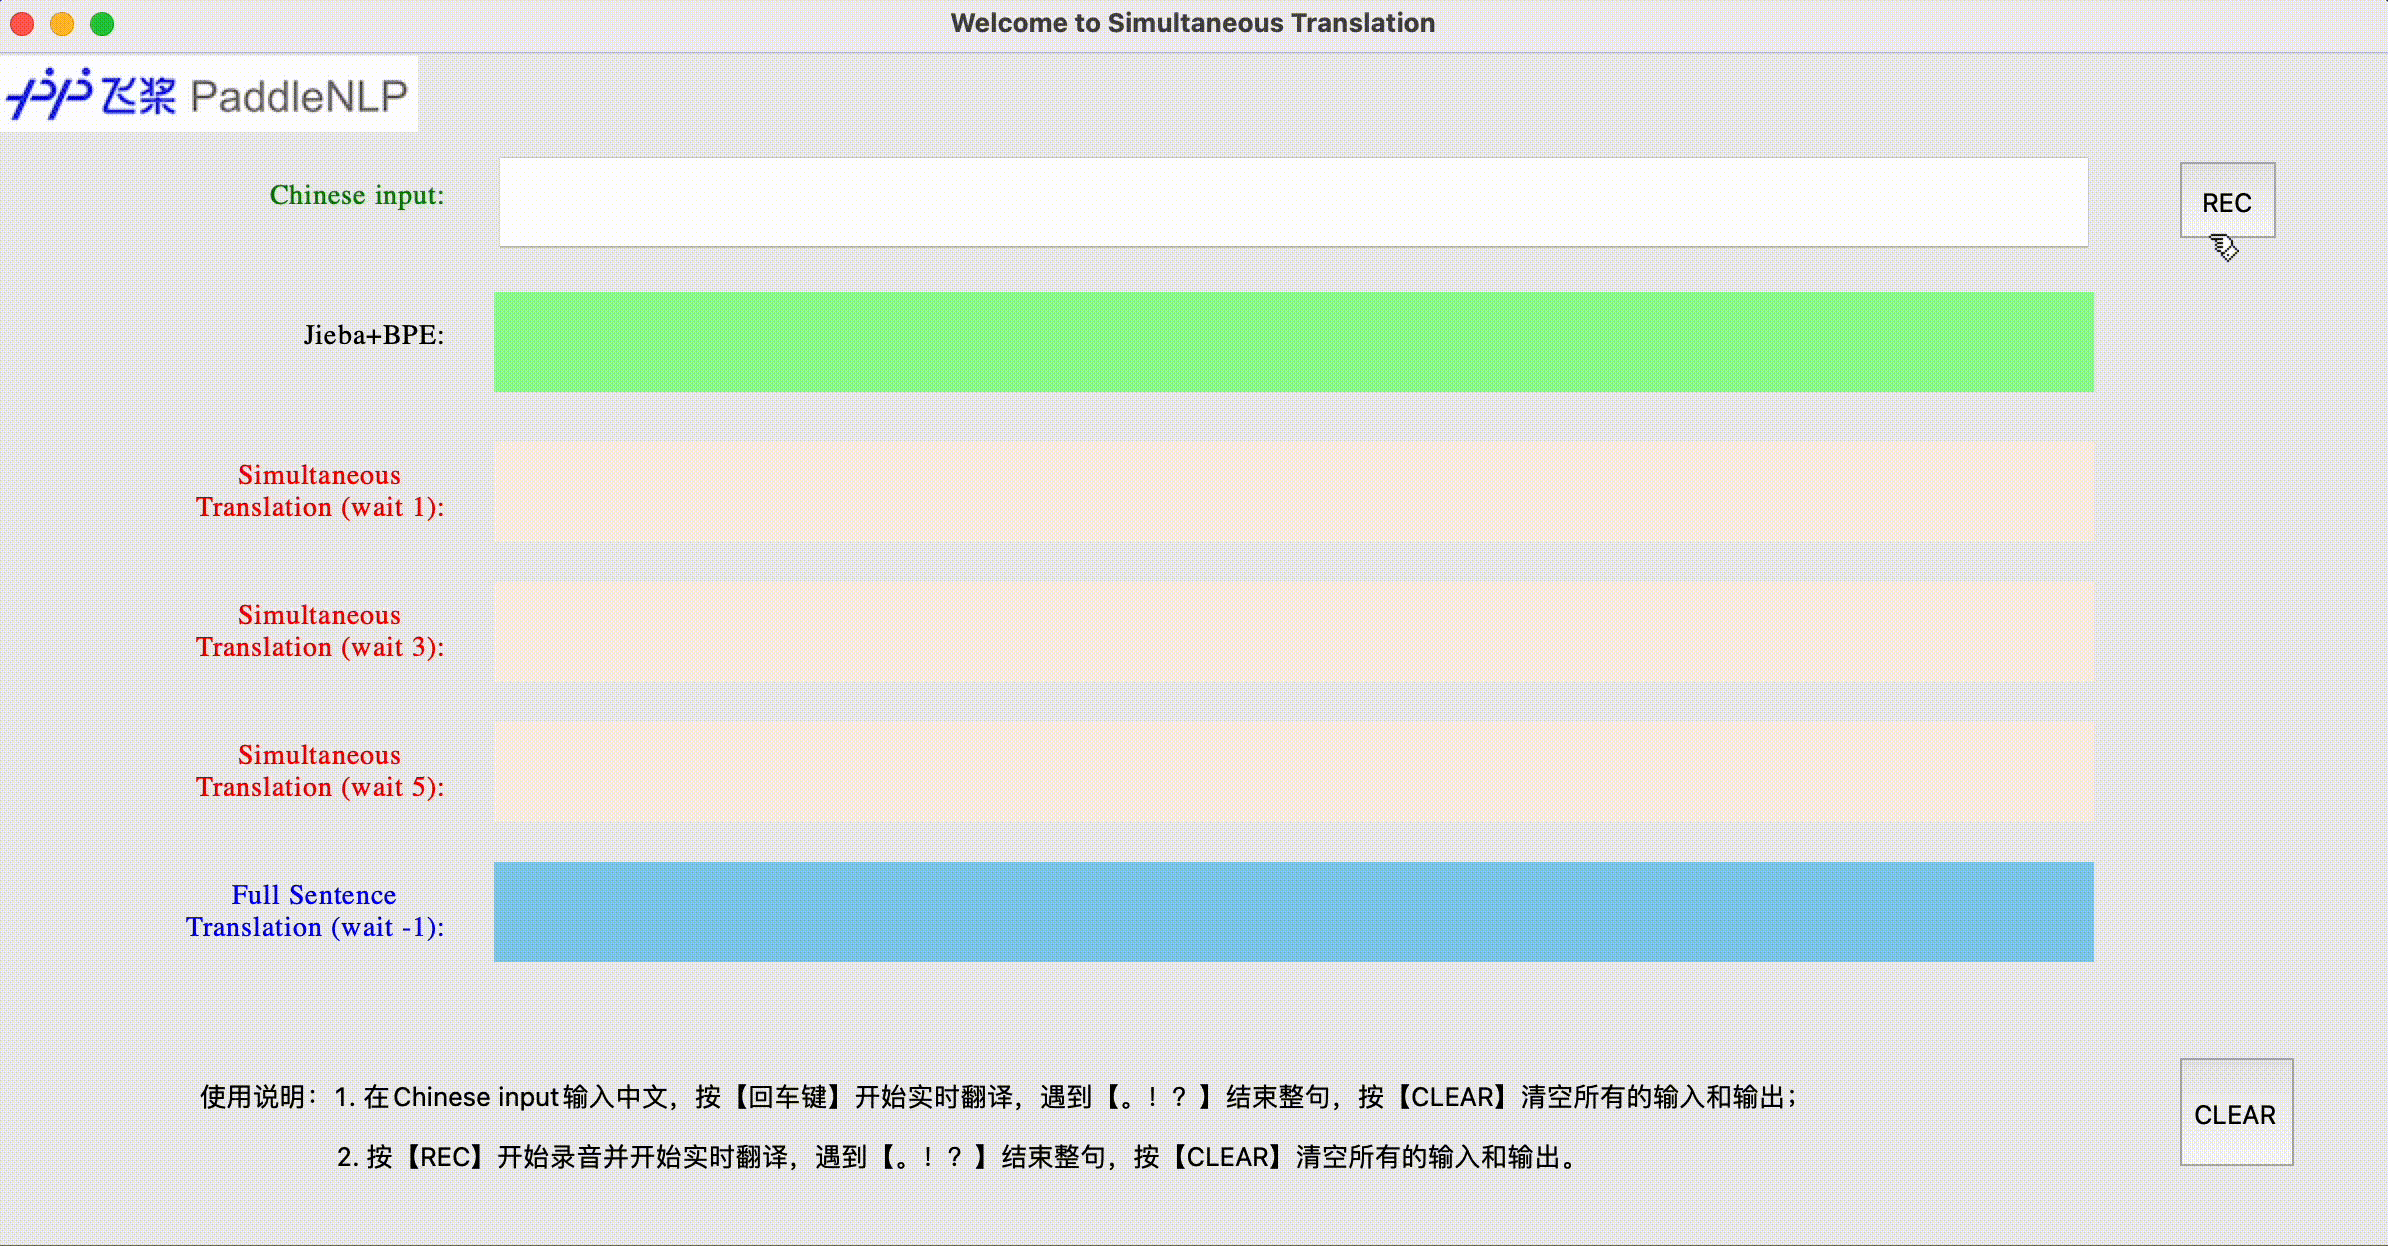 Welcome to Simultaneous Translation
飞桨 PaddleNLP
Chinese input:
REC
Jieba+BPE:
Simultaneous
Translation (wait 1):
Simultaneous
Translation (wait 3):
Simultaneous
Translation (wait 5):
Full Sentence
Translation (wait -1):
使用说明：1. 在Chinese input输入中文，按【回车键】开始实时翻译，遇到【。！？】结束整句，按【CLEAR】清空所有的输入和输出；
2. 按【REC】开始录音并开始实时翻译，遇到【。！？】结束整句，按【CLEAR】清空所有的输入和输出。
CLEAR